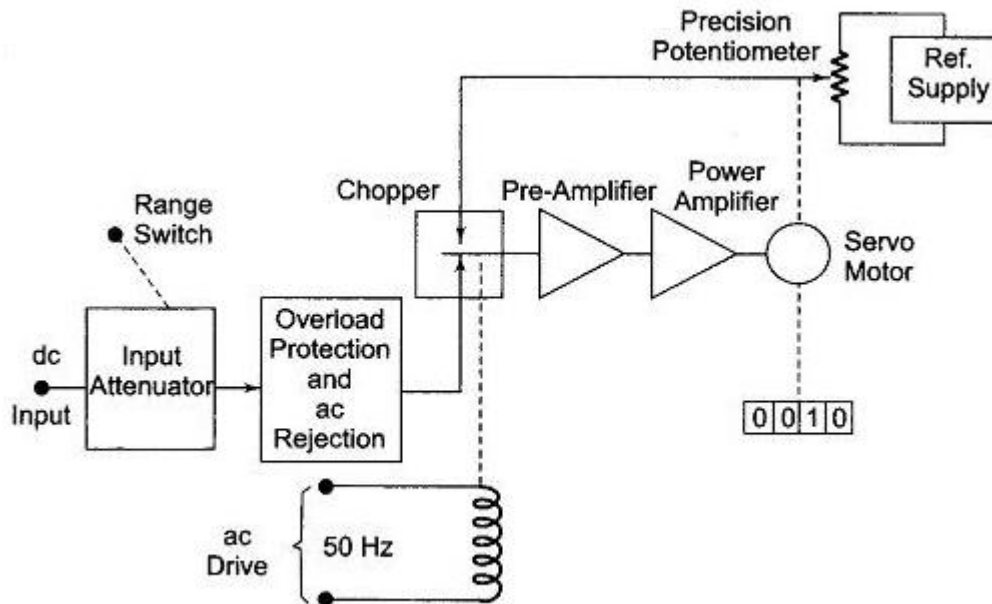 Precision
Potentiometer
Ref.
Supply
Chopper
Pre-Amplifier
Power
Amplifier
Servo
Motor
Range
Switch
dc
Input
Input
Attenuator
Overload
Protection
and
ac
Rejection
0 0 1 0
ac
Drive
50 Hz